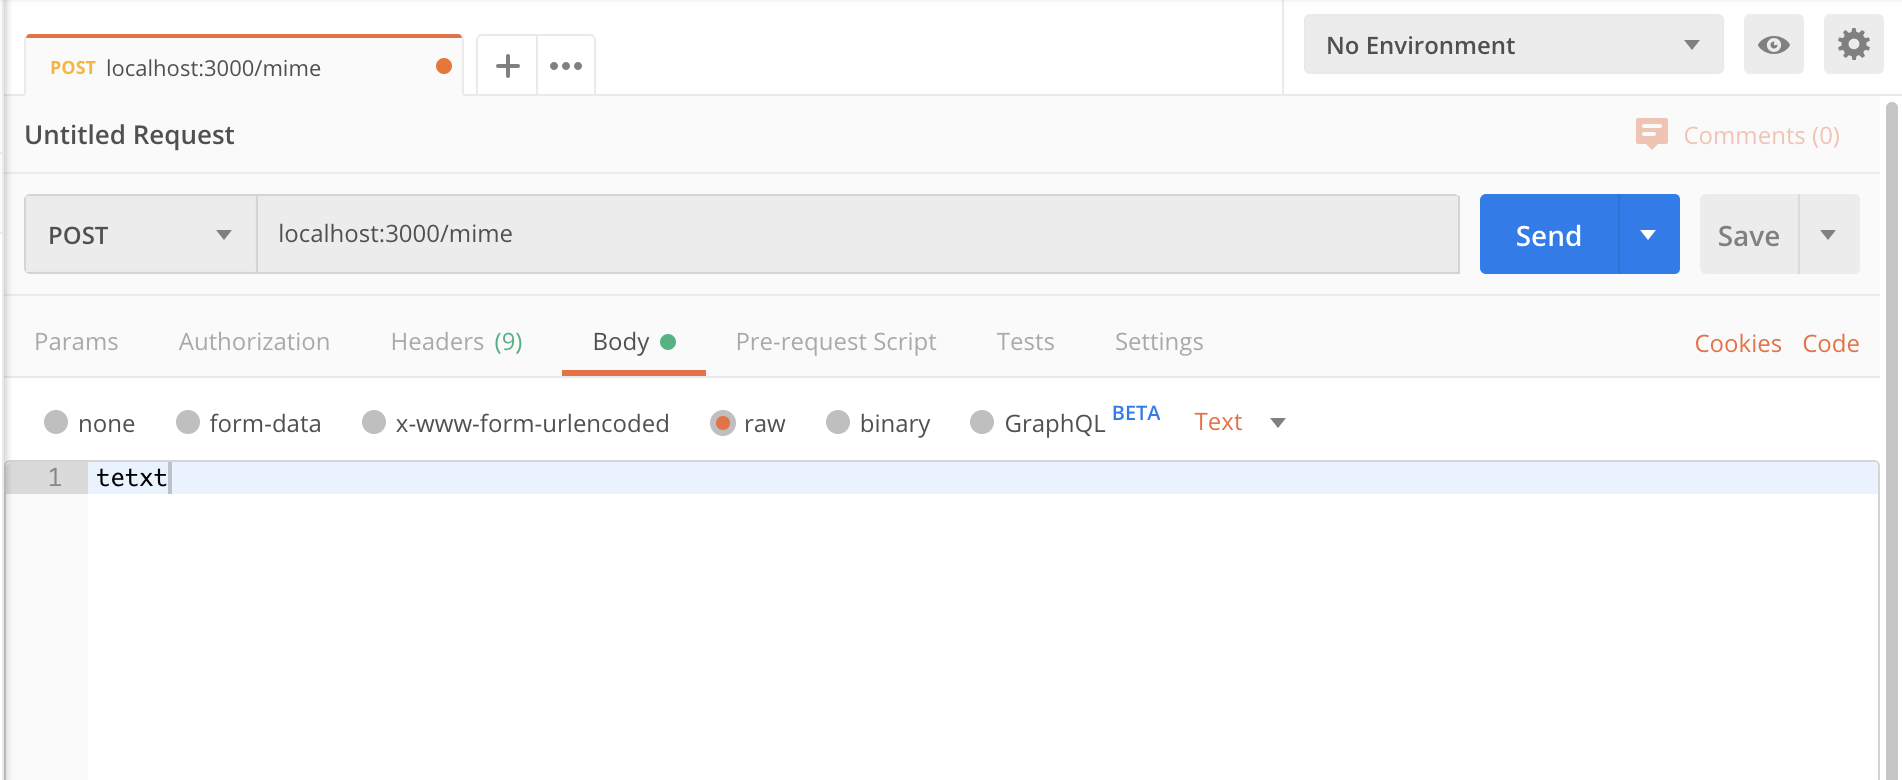 POST localhost:3000/mime
No Environment
Untitled Request
Comments (0)
POST localhost:3000/mime Send Save
Params Authorization Headers (9) Body Pre-request Script Tests Settings Cookies Code
none form-data x-www-form-urlencoded raw binary GraphQL BETA Text
1 tetxt